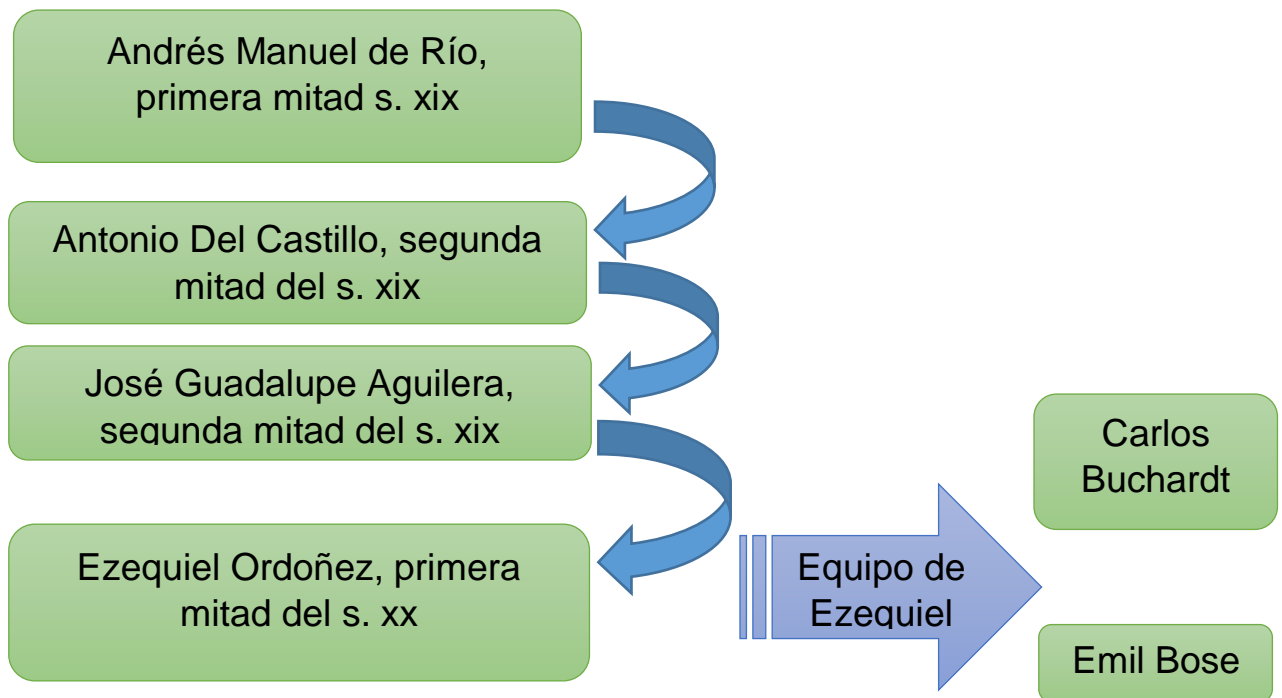 Andrés Manuel de Río,
primera mitad s. xix
Antonio Del Castillo, segunda
mitad del s. xix
José Guadalupe Aguilera,
segunda mitad del s. xix
Ezequiel Ordoñez, primera
mitad del s. xx
Equipo de
Ezequiel
Carlos
Buchardt
Emil Bose